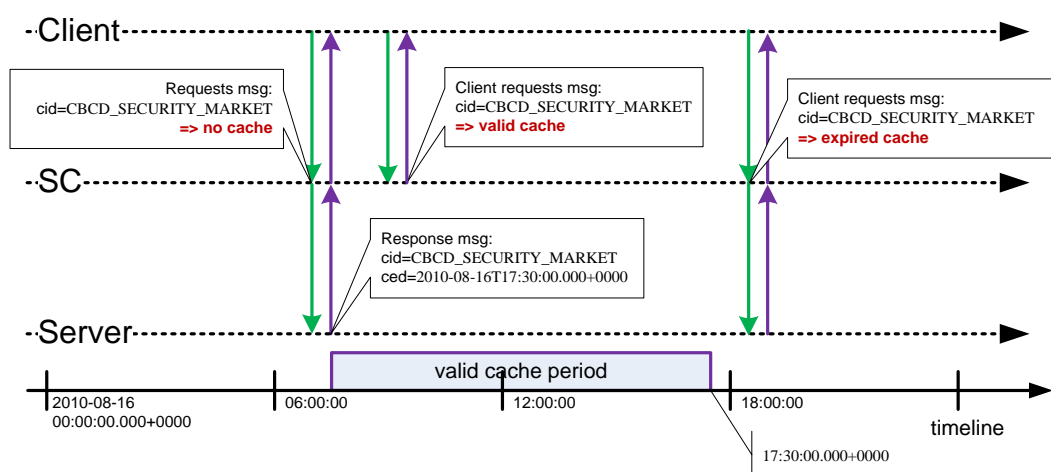 Client
Requests msg:
cid=CBCD_SECURITY_MARKET
=> no cache
Client requests msg:
cid=CBCD_SECURITY_MARKET
=> valid cache
Client requests msg:
cid=CBCD_SECURITY_MARKET
=> expired cache
SC
Response msg:
cid=CBCD_SECURITY_MARKET
ced=2010-08-16T17:30:00.000+0000
Server
valid cache period
2010-08-16
00:00:00.000+0000
06:00:00
12:00:00
18:00:00
timeline
17:30:00.000+0000